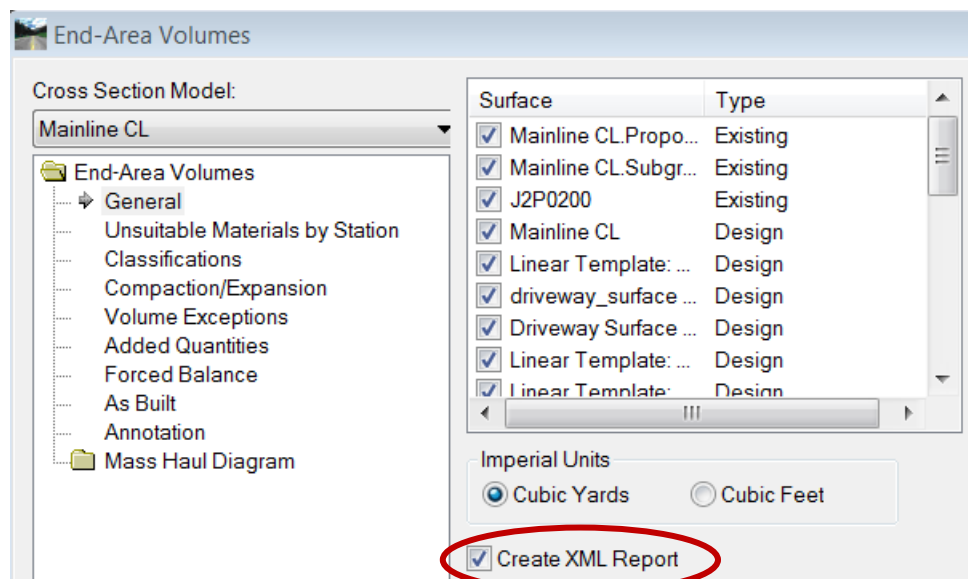 End-Area Volumes
Cross Section Model:
Mainline CL
End-Area Volumes
General
Unsuitable Materials by Station
Classifications
Compaction/Expansion
Volume Exceptions
Added Quantities
Forced Balance
As Built
Annotation
Mass Haul Diagram
Surface Type
Mainline CL.Propo... Existing
Mainline CL.Subgr... Existing
J2P0200 Existing
Mainline CL Design
Linear Template: ... Design
driveway_surface ... Design
Driveway Surface ... Design
Linear Template: ... Design
Linear Template: Design
Imperial Units
Cubic Yards Cubic Feet
Create XML Report